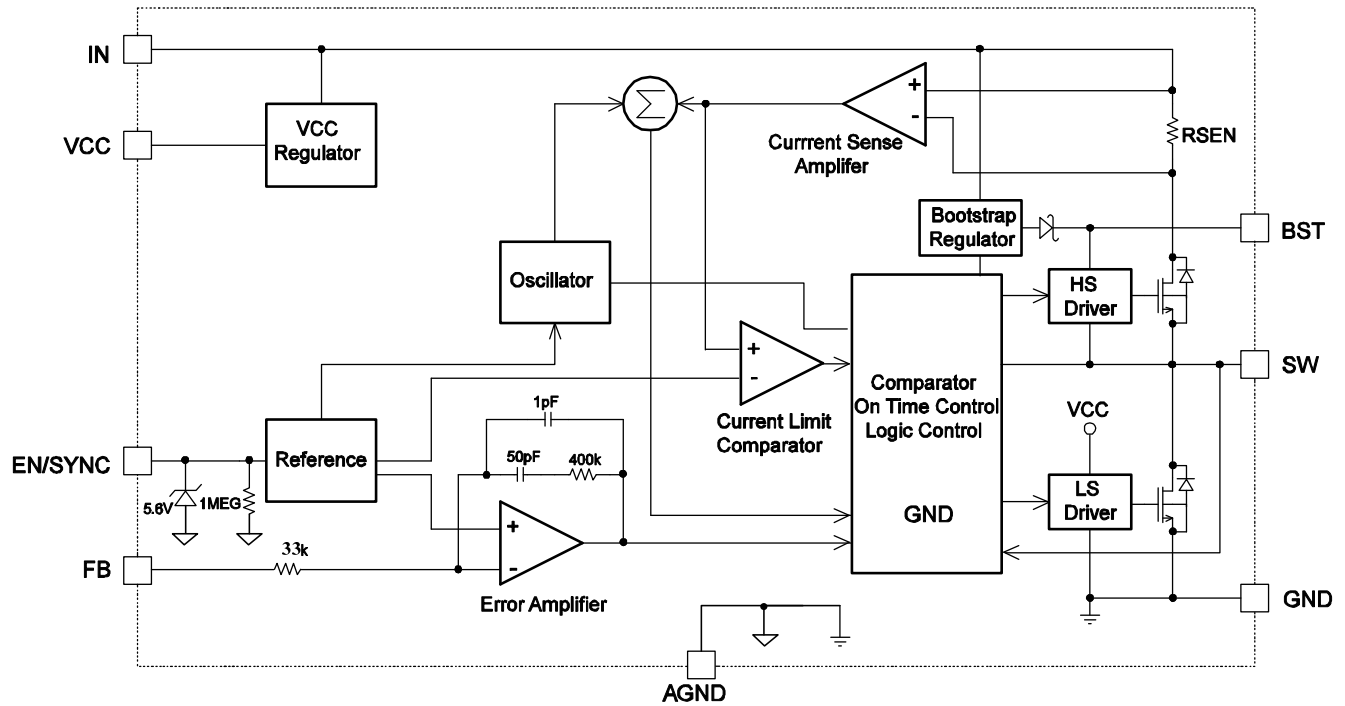 IN
+
VCC
Regulator
Σ
-
RSEN
VCC
Currrent Sense
Amplifer
Bootstrap
Regulator
BST
Oscillator
HS
Driver
+
-
SW
Comparator
On Time Control
Logic Control
1pF
Current Limit
Comparator
VCC
EN/SYNC
Reference
50pF
400k
5.6V
1MEG
LS
Driver
GND
+
33k
FB
-
Error Amplifier
GND
AGND